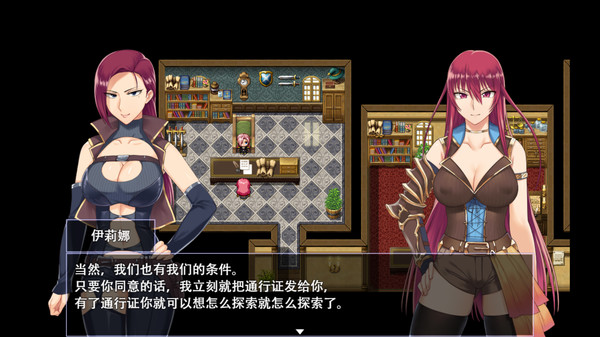 伊莉娜
当然，我们也有我们的条件。
只要你同意的话，我立刻就把通行证发给你，
有了通行证你就可以想怎么探索就怎么探索了。